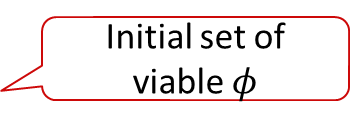 Initial set of
viable ϕ